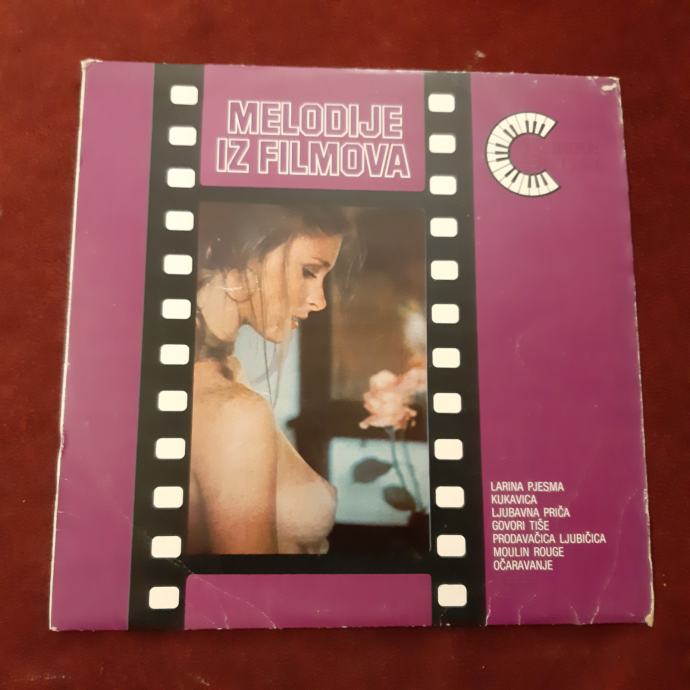 MELODIJE
IZ FILMOVA
LARINA PJESMA
KUKAVICA
LJUBAVNA PRIČA
GOVORI TIŠE
PRODAVAČICA LJUBIČICA
MOULIN ROUGE
OČARAVANJE